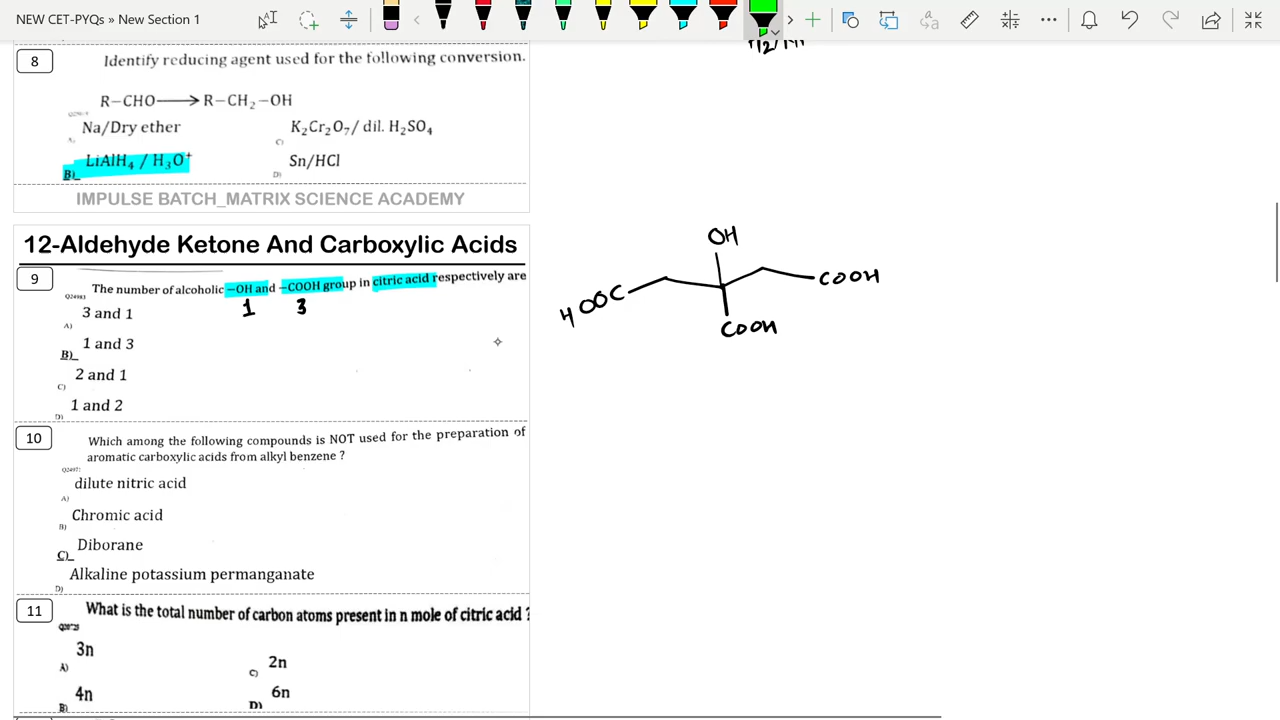 NEW CET-PYQs » New Section 1
8
Identify reducing agent used for the following conversion.
R−CHO⟶R−CH₂−OH
A) Na/Dry ether
C) K₂Cr₂O₇/ dil. H₂SO₄
B) LiAlH₄ / H₃O⁺
D) Sn/HCl
IMPULSE BATCH_MATRIX SCIENCE ACADEMY
12-Aldehyde Ketone And Carboxylic Acids
9
The number of alcoholic −OH and −COOH group in citric acid respectively are
1 3
A) 3 and 1
B) 1 and 3
C) 2 and 1
D) 1 and 2
10
Which among the following compounds is NOT used for the preparation of
aromatic carboxylic acids from alkyl benzene ?
A) dilute nitric acid
B) Chromic acid
C) Diborane
D) Alkaline potassium permanganate
11
What is the total number of carbon atoms present in n mole of citric acid ?
A) 3n
C) 2n
B) 4n
D) 6n
OH
HOOC
COOH
COOH